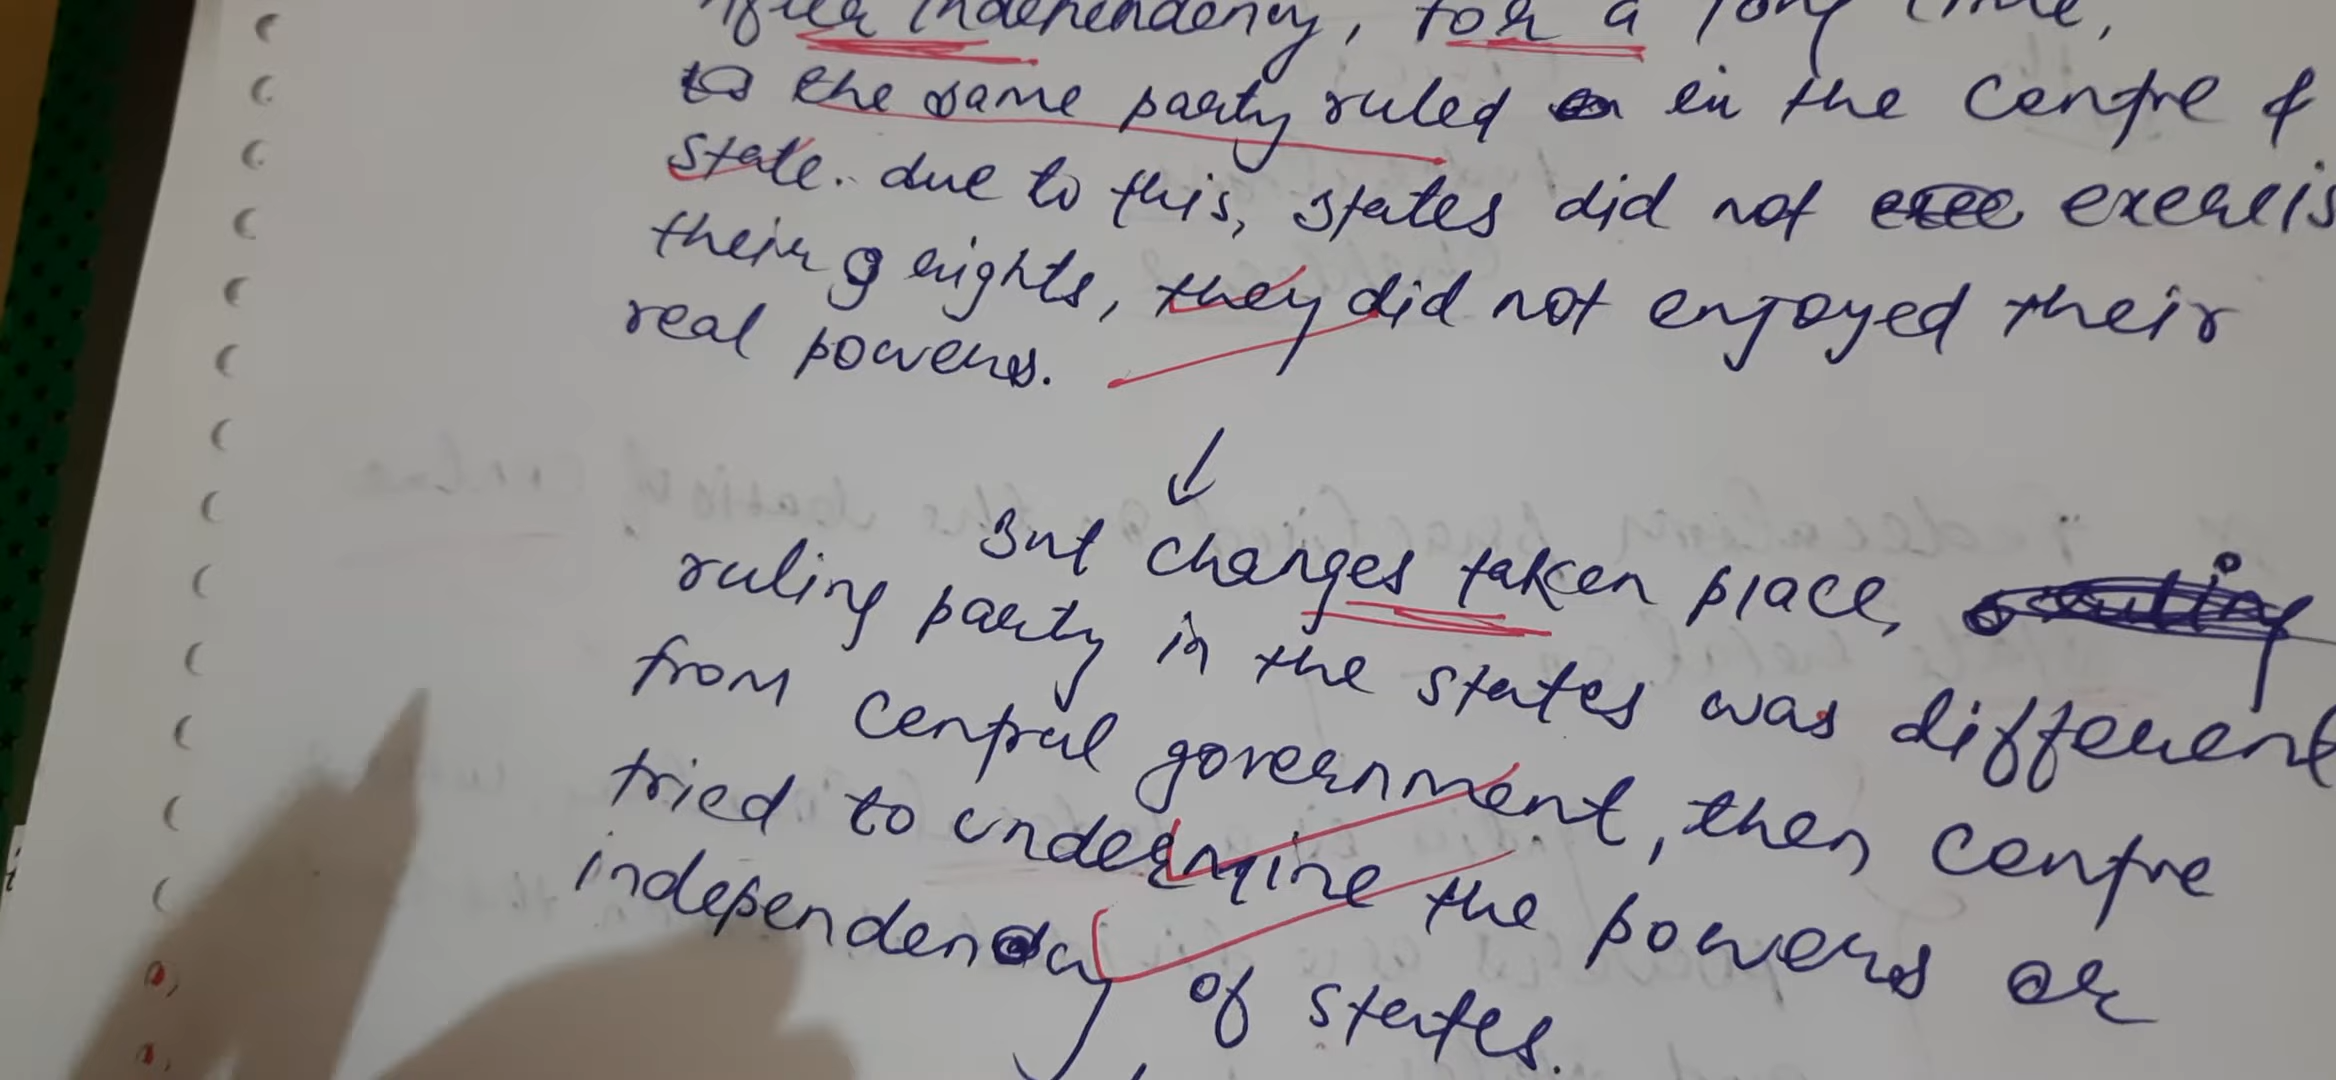 After independency, for a long time,
the same party ruled in the Centre &
state. due to this, states did not exercis
their rights, they did not enjoyed their
real powers.
↓
But changes taken place,
ruling party in the states was different
from central government, then centre
tried to undermine the powers or
independency of states.